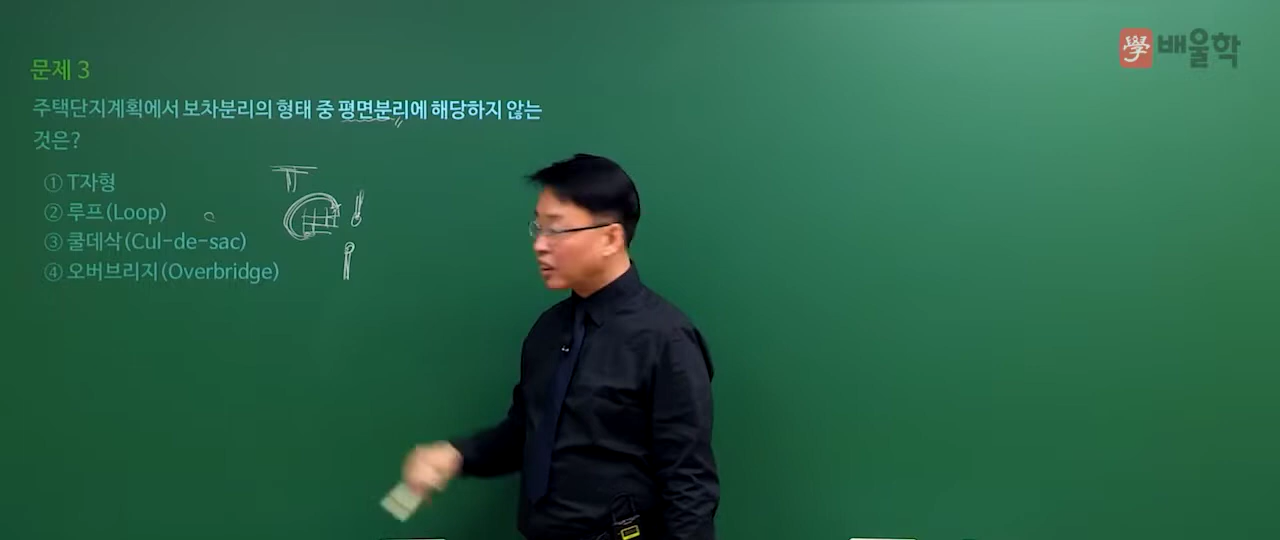 學 배울학
문제 3
주택단지계획에서 보차분리의 형태 중 평면분리에 해당하지 않는
것은?
① T자형
② 루프(Loop)
③ 쿨데삭(Cul-de-sac)
④ 오버브리지(Overbridge)